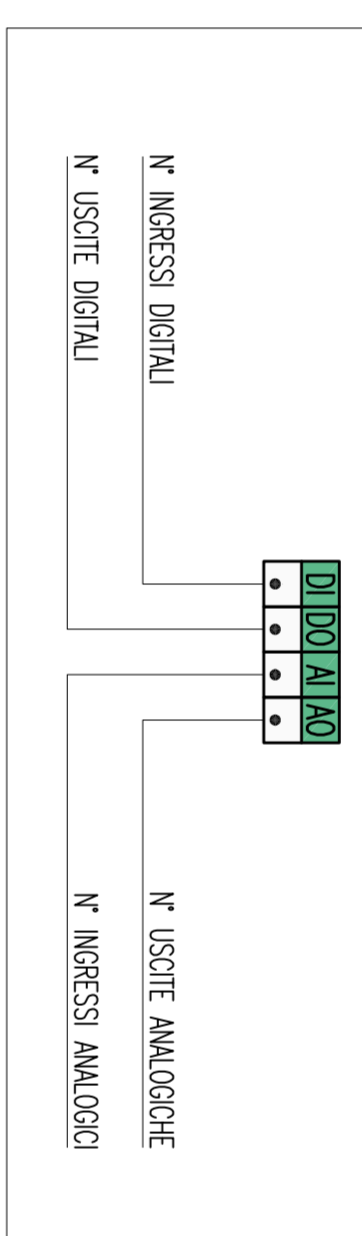 DI DO AI AO
N° INGRESSI DIGITALI
N° USCITE ANALOGICHE
N° USCITE DIGITALI
N° INGRESSI ANALOGICI